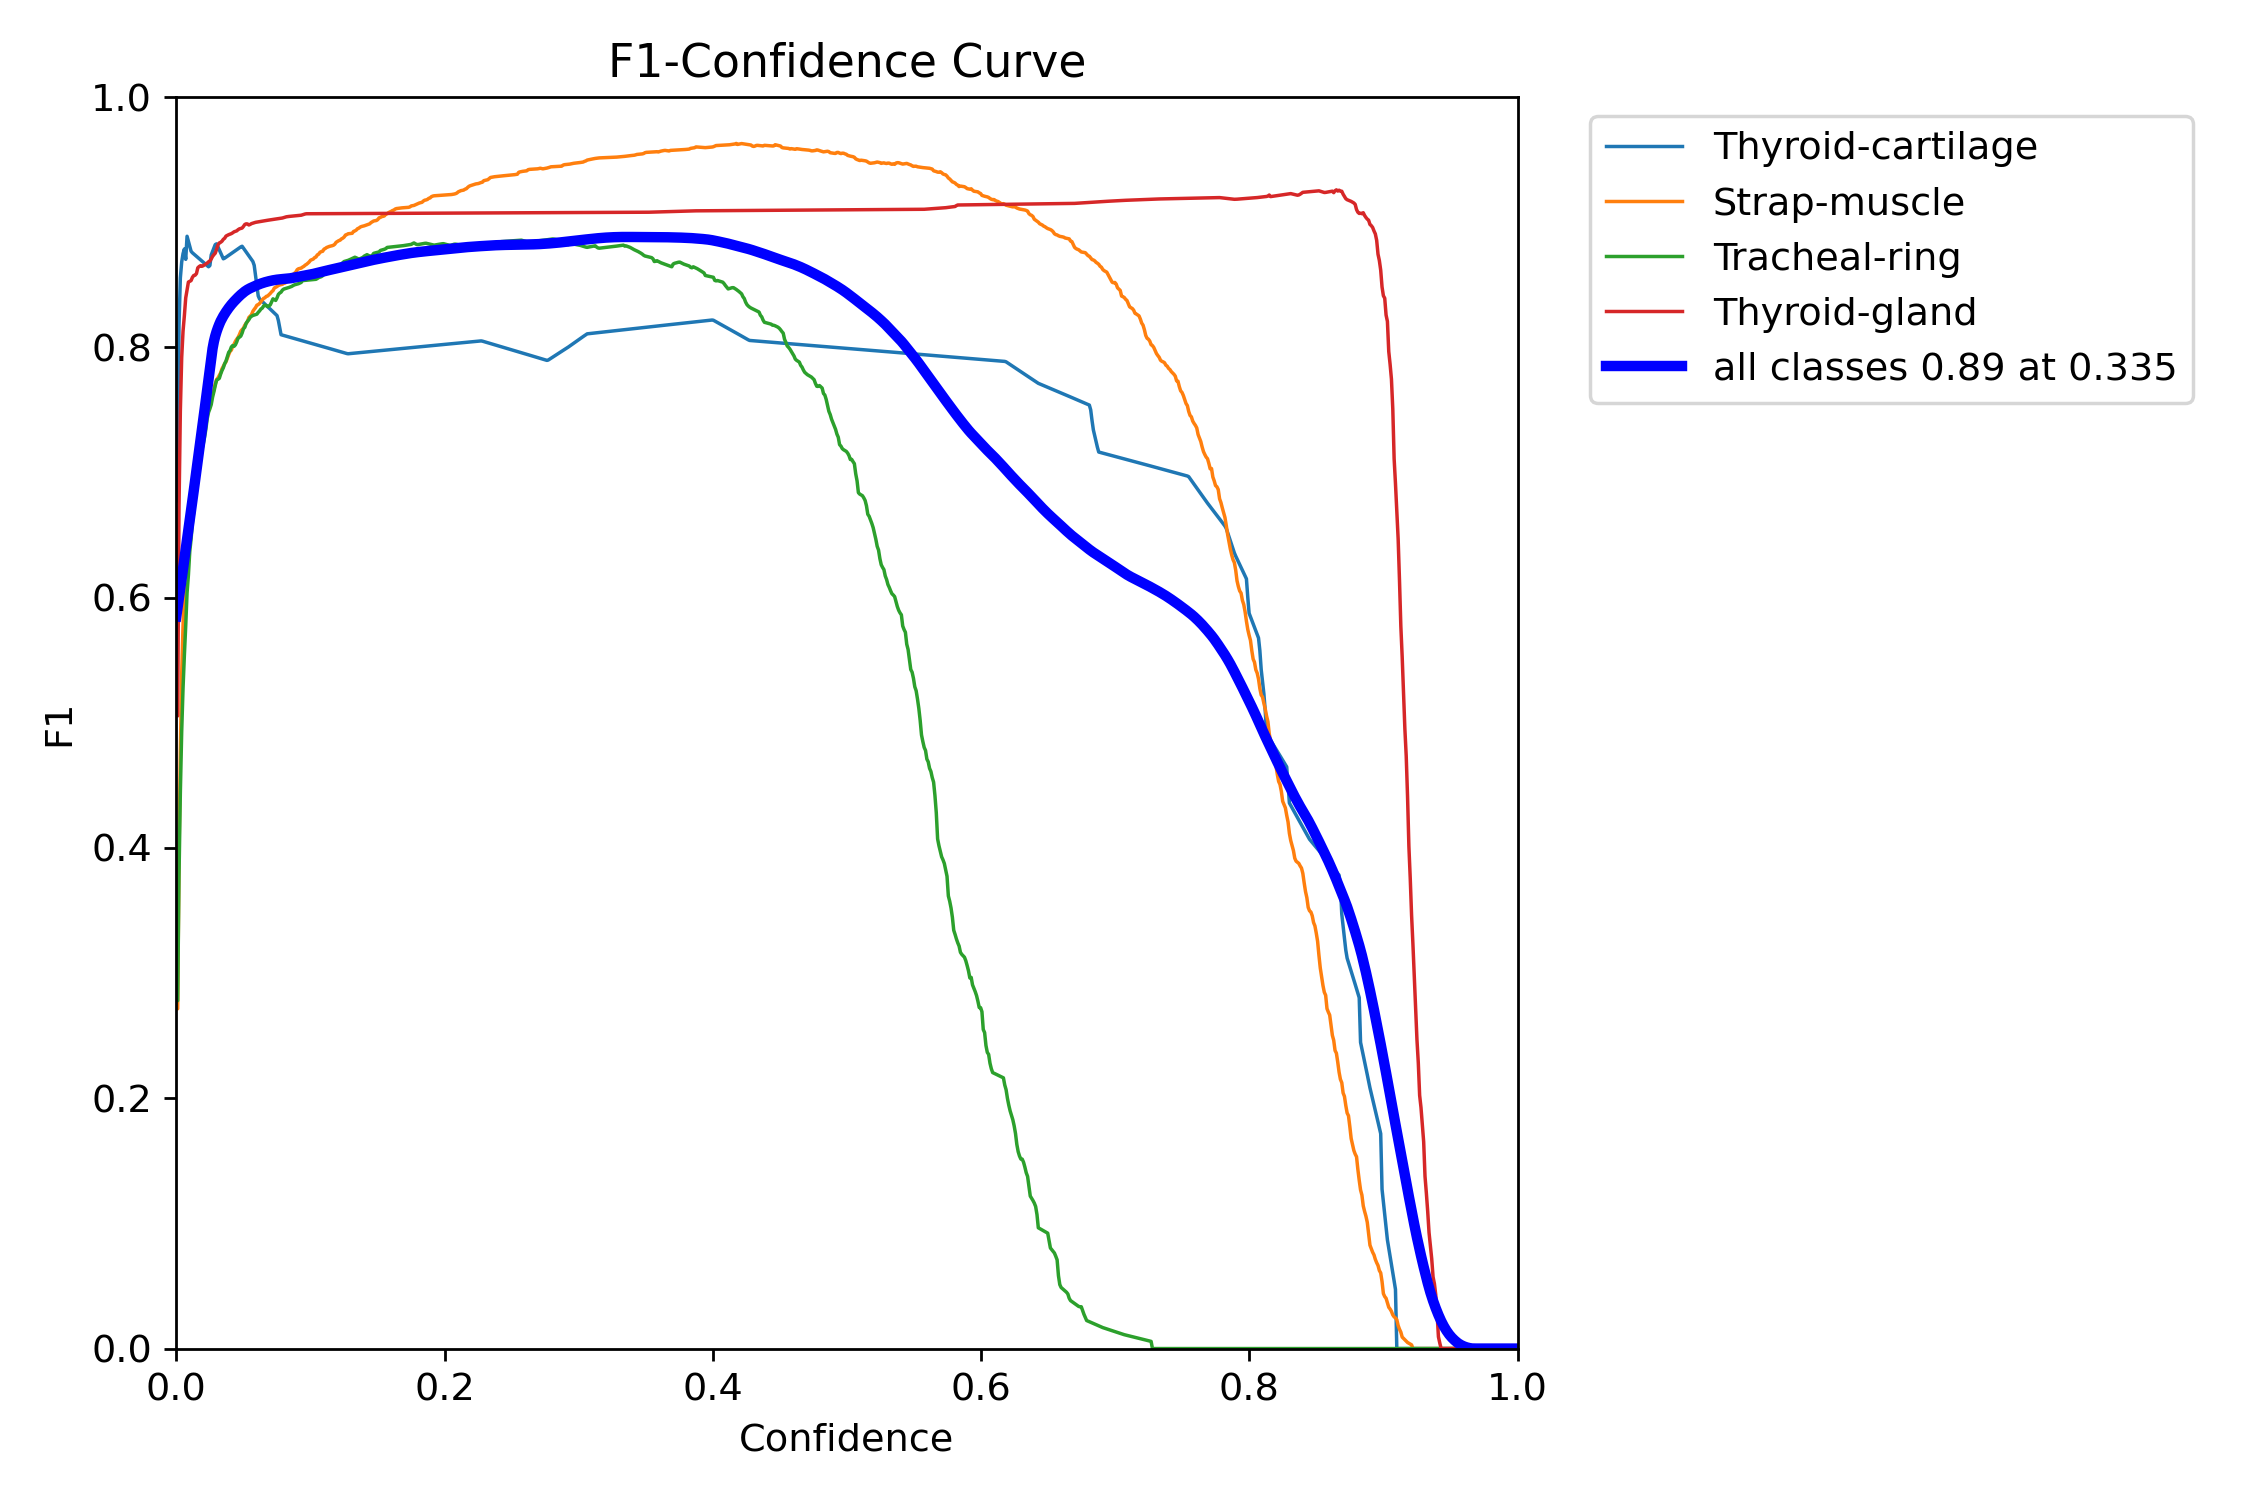 F1-Confidence Curve
1.0
0.8
0.6
0.4
0.2
0.0
F1
0.0 0.2 0.4 0.6 0.8 1.0
Confidence
Thyroid-cartilage
Strap-muscle
Tracheal-ring
Thyroid-gland
all classes 0.89 at 0.335